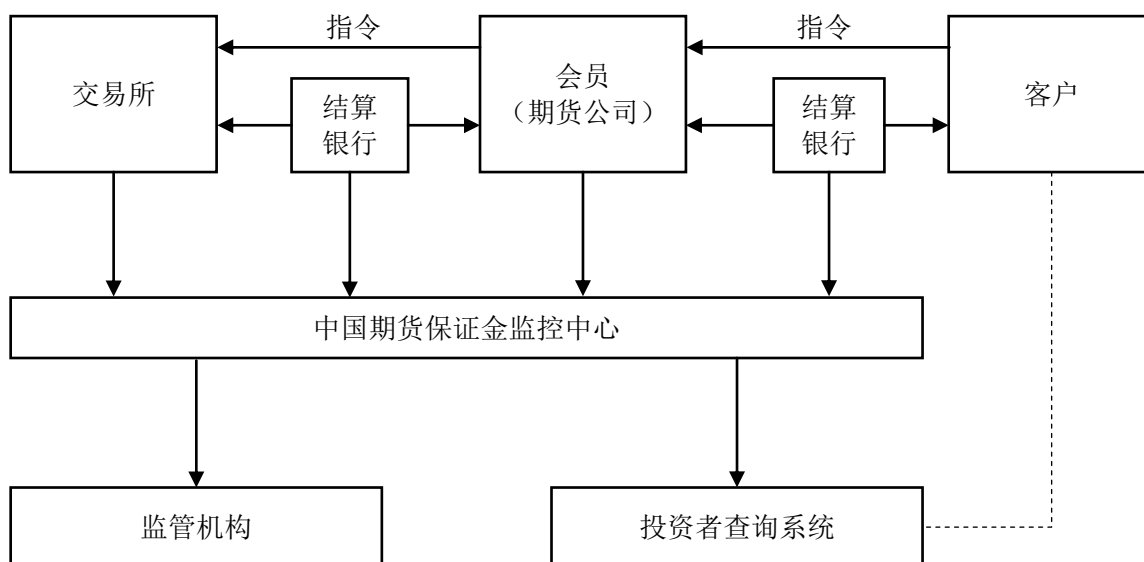 指令
指令
交易所
结算
银行
会员
（期货公司）
结算
银行
客户
中国期货保证金监控中心
监管机构
投资者查询系统